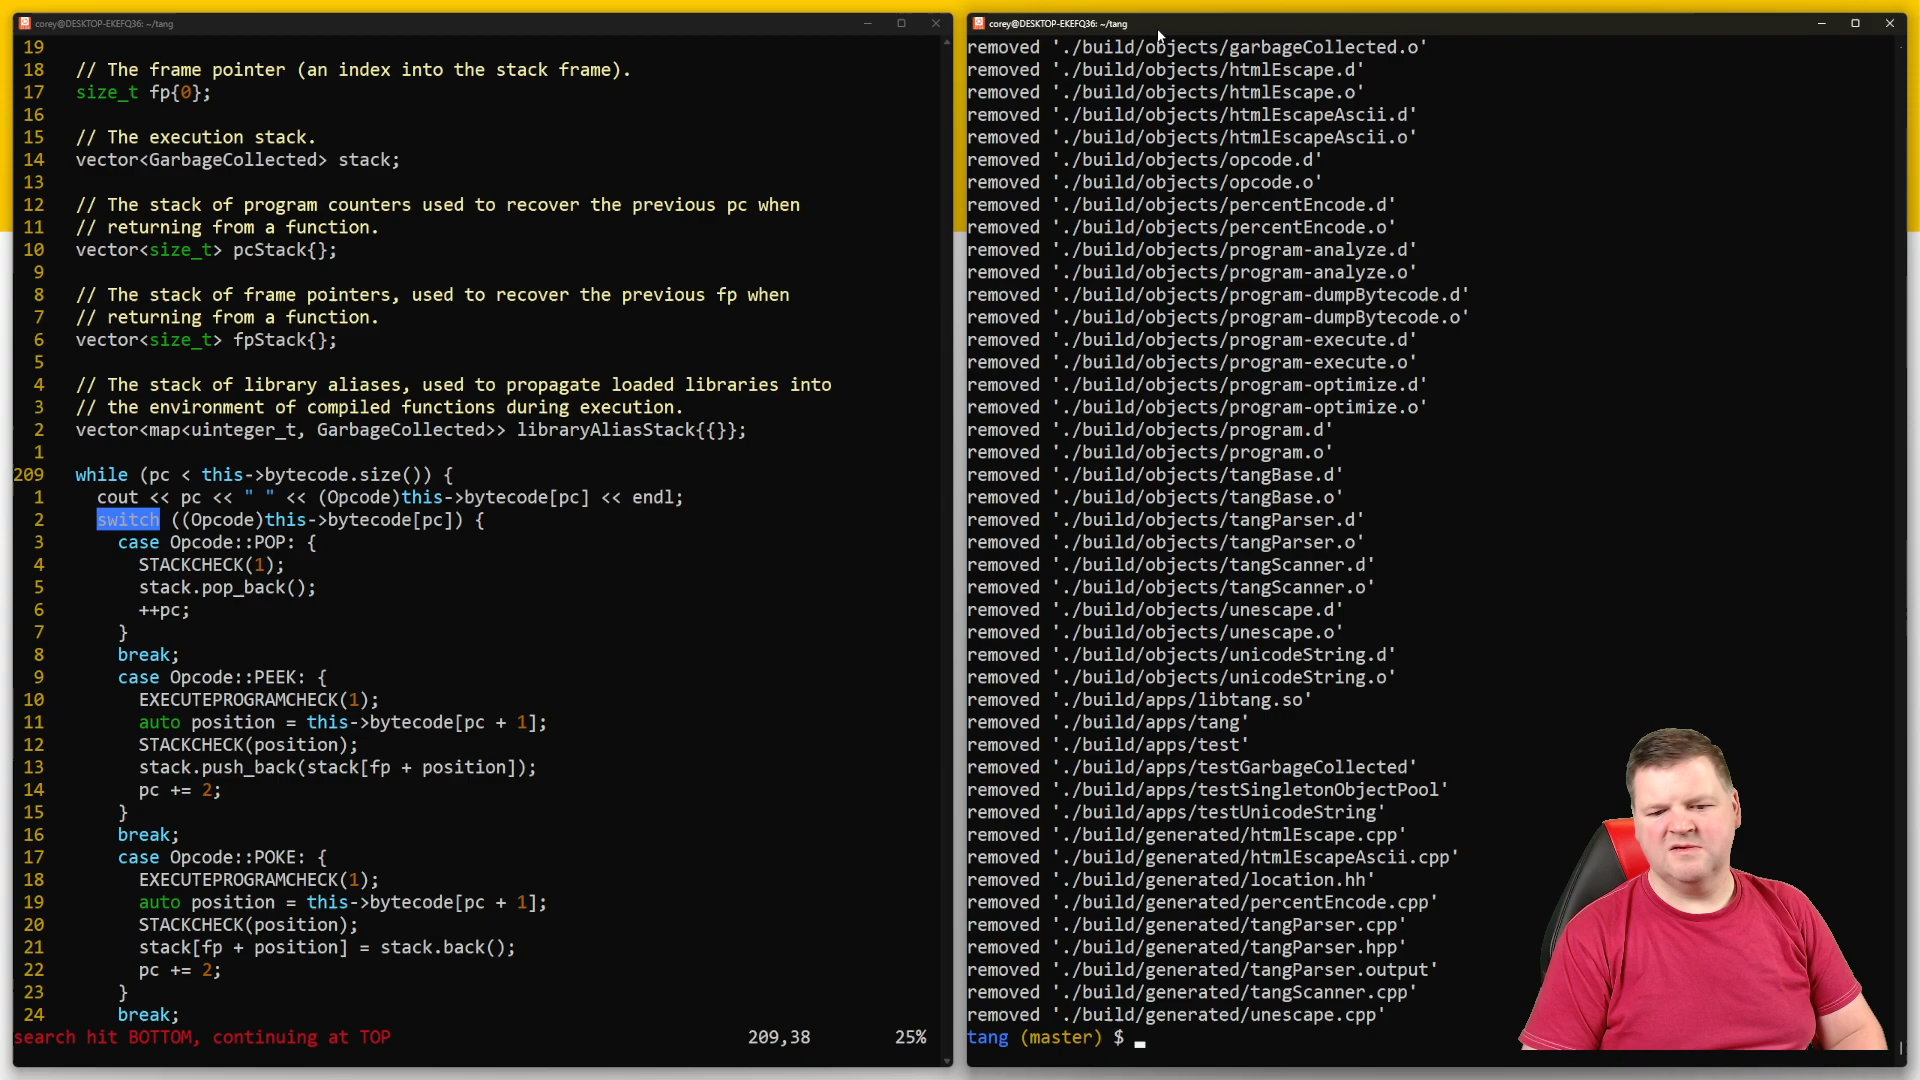 corey@DESKTOP-EKEFQ36: ~/tang
19
18 // The frame pointer (an index into the stack frame).
17 size_t fp{0};
16
15 // The execution stack.
14 vector<GarbageCollected> stack;
13
12 // The stack of program counters used to recover the previous pc when
11 // returning from a function.
10 vector<size_t> pcStack{};
9
8 // The stack of frame pointers, used to recover the previous fp when
7 // returning from a function.
6 vector<size_t> fpStack{};
5
4 // The stack of library aliases, used to propagate loaded libraries into
3 // the environment of compiled functions during execution.
2 vector<map<uinteger_t, GarbageCollected>> libraryAliasStack{{}};
1
209 while (pc < this->bytecode.size()) {
1 cout << pc << " " << (Opcode)this->bytecode[pc] << endl;
2 switch ((Opcode)this->bytecode[pc]) {
3 case Opcode::POP: {
4 STACKCHECK(1);
5 stack.pop_back();
6 ++pc;
7 }
8 break;
9 case Opcode::PEEK: {
10 EXECUTEPROGRAMCHECK(1);
11 auto position = this->bytecode[pc + 1];
12 STACKCHECK(position);
13 stack.push_back(stack[fp + position]);
14 pc += 2;
15 }
16 break;
17 case Opcode::POKE: {
18 EXECUTEPROGRAMCHECK(1);
19 auto position = this->bytecode[pc + 1];
20 STACKCHECK(position);
21 stack[fp + position] = stack.back();
22 pc += 2;
23 }
24 break;
search hit BOTTOM, continuing at TOP 209,38 25%
corey@DESKTOP-EKEFQ36: ~/tang
removed './build/objects/garbageCollected.o'
removed './build/objects/htmlEscape.d'
removed './build/objects/htmlEscape.o'
removed './build/objects/htmlEscapeAscii.d'
removed './build/objects/htmlEscapeAscii.o'
removed './build/objects/opcode.d'
removed './build/objects/opcode.o'
removed './build/objects/percentEncode.d'
removed './build/objects/percentEncode.o'
removed './build/objects/program-analyze.d'
removed './build/objects/program-analyze.o'
removed './build/objects/program-dumpBytecode.d'
removed './build/objects/program-dumpBytecode.o'
removed './build/objects/program-execute.d'
removed './build/objects/program-execute.o'
removed './build/objects/program-optimize.d'
removed './build/objects/program-optimize.o'
removed './build/objects/program.d'
removed './build/objects/program.o'
removed './build/objects/tangBase.d'
removed './build/objects/tangBase.o'
removed './build/objects/tangParser.d'
removed './build/objects/tangParser.o'
removed './build/objects/tangScanner.d'
removed './build/objects/tangScanner.o'
removed './build/objects/unescape.d'
removed './build/objects/unescape.o'
removed './build/objects/unicodeString.d'
removed './build/objects/unicodeString.o'
removed './build/apps/libtang.so'
removed './build/apps/tang'
removed './build/apps/test'
removed './build/apps/testGarbageCollected'
removed './build/apps/testSingletonObjectPool'
removed './build/apps/testUnicodeString'
removed './build/generated/htmlEscape.cpp'
removed './build/generated/htmlEscapeAscii.cpp'
removed './build/generated/location.hh'
removed './build/generated/percentEncode.cpp'
removed './build/generated/tangParser.cpp'
removed './build/generated/tangParser.hpp'
removed './build/generated/tangParser.output'
removed './build/generated/tangScanner.cpp'
removed './build/generated/unescape.cpp'
tang (master) $